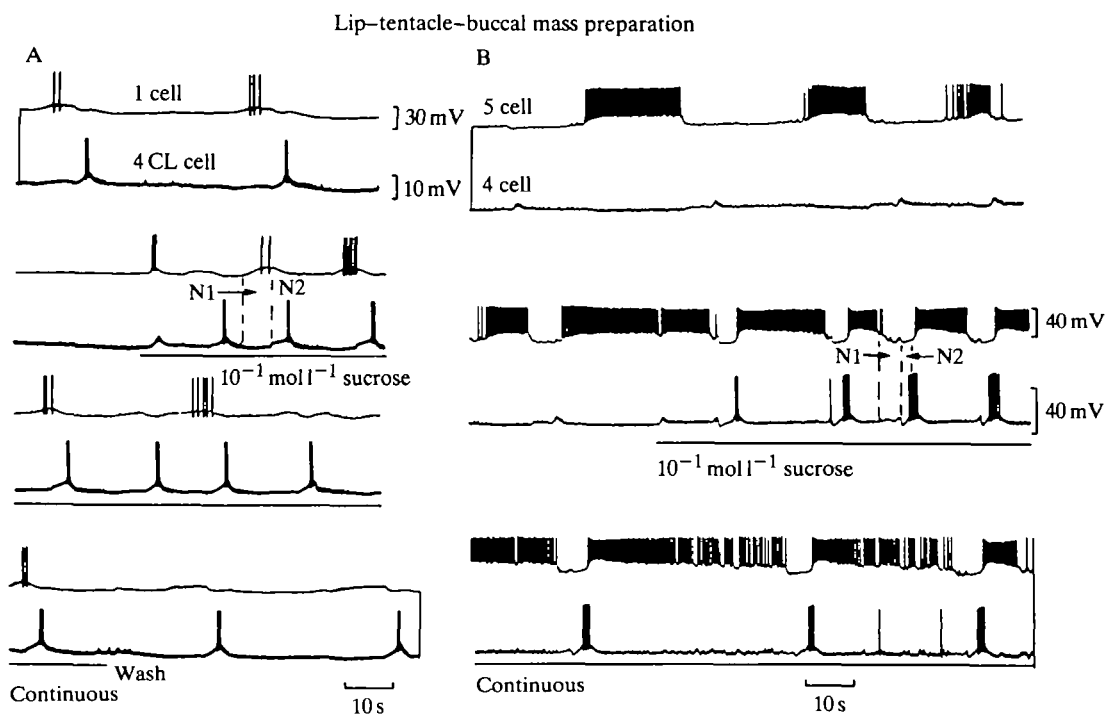 Lip–tentacle–buccal mass preparation
A
1 cell
30 mV
4 CL cell
10 mV
N1
N2
10⁻¹ mol l⁻¹ sucrose
Wash
Continuous
10 s
B
5 cell
4 cell
40 mV
N1
N2
40 mV
10⁻¹ mol l⁻¹ sucrose
Continuous
10 s